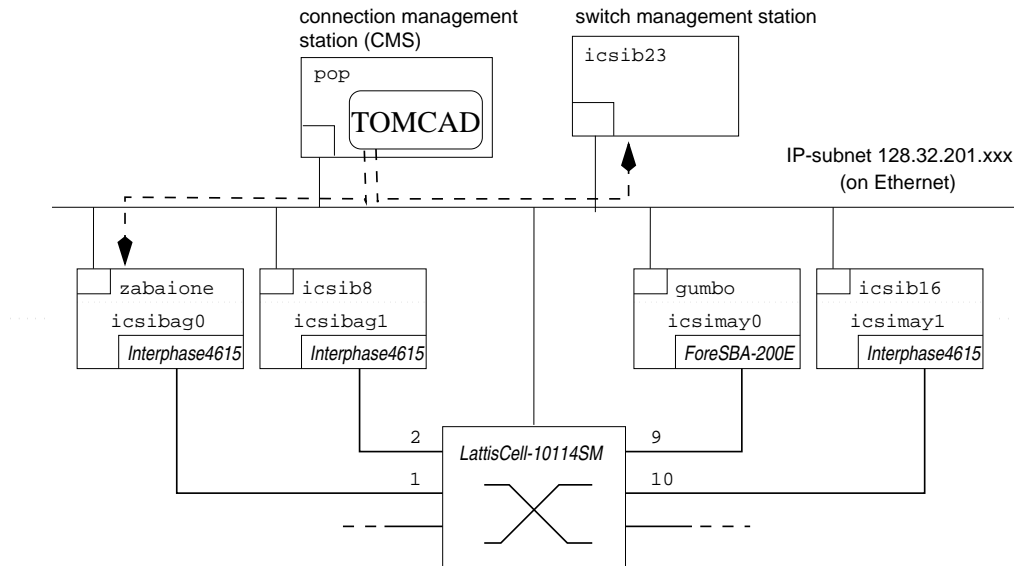 connection management
station (CMS)
switch management station
pop
TOMCAD
icsib23
IP-subnet 128.32.201.xxx
(on Ethernet)
zabaione
icsibag0
Interphase4615
icsib8
icsibag1
Interphase4615
gumbo
icsimay0
ForeSBA-200E
icsib16
icsimay1
Interphase4615
2
1
LattisCell-10114SM
9
10